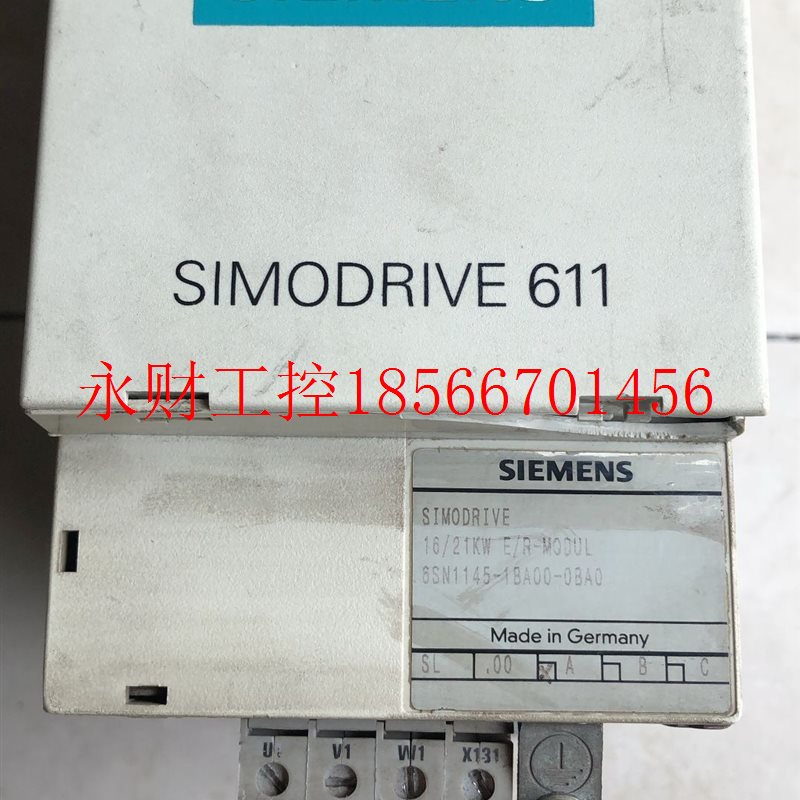 SIEMENS
SIMODRIVE 611
永财工控18566701456
SIEMENS
SIMODRIVE
16/21KW E/R-MODUL
6SN1145-1BA00-0BA0
Made in Germany
SL .00 A B C
V1 W1 X131